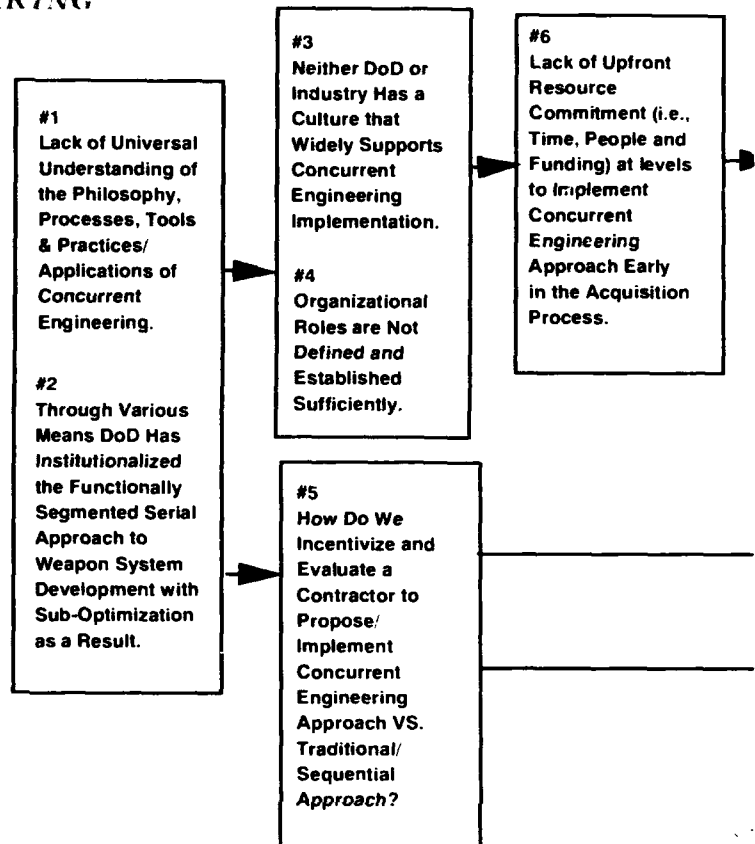 #1
Lack of Universal
Understanding of
the Philosophy,
Processes, Tools
& Practices/
Applications of
Concurrent
Engineering.
#2
Through Various
Means DoD Has
Institutionalized
the Functionally
Segmented Serial
Approach to
Weapon System
Development with
Sub-Optimization
as a Result.
#3
Neither DoD or
Industry Has a
Culture that
Widely Supports
Concurrent
Engineering
Implementation.
#4
Organizational
Roles are Not
Defined and
Established
Sufficiently.
#5
How Do We
Incentivize and
Evaluate a
Contractor to
Propose/
Implement
Concurrent
Engineering
Approach VS.
Traditional/
Sequential
Approach?
#6
Lack of Upfront
Resource
Commitment (i.e.,
Time, People and
Funding) at levels
to Implement
Concurrent
Engineering
Approach Early
in the Acquisition
Process.